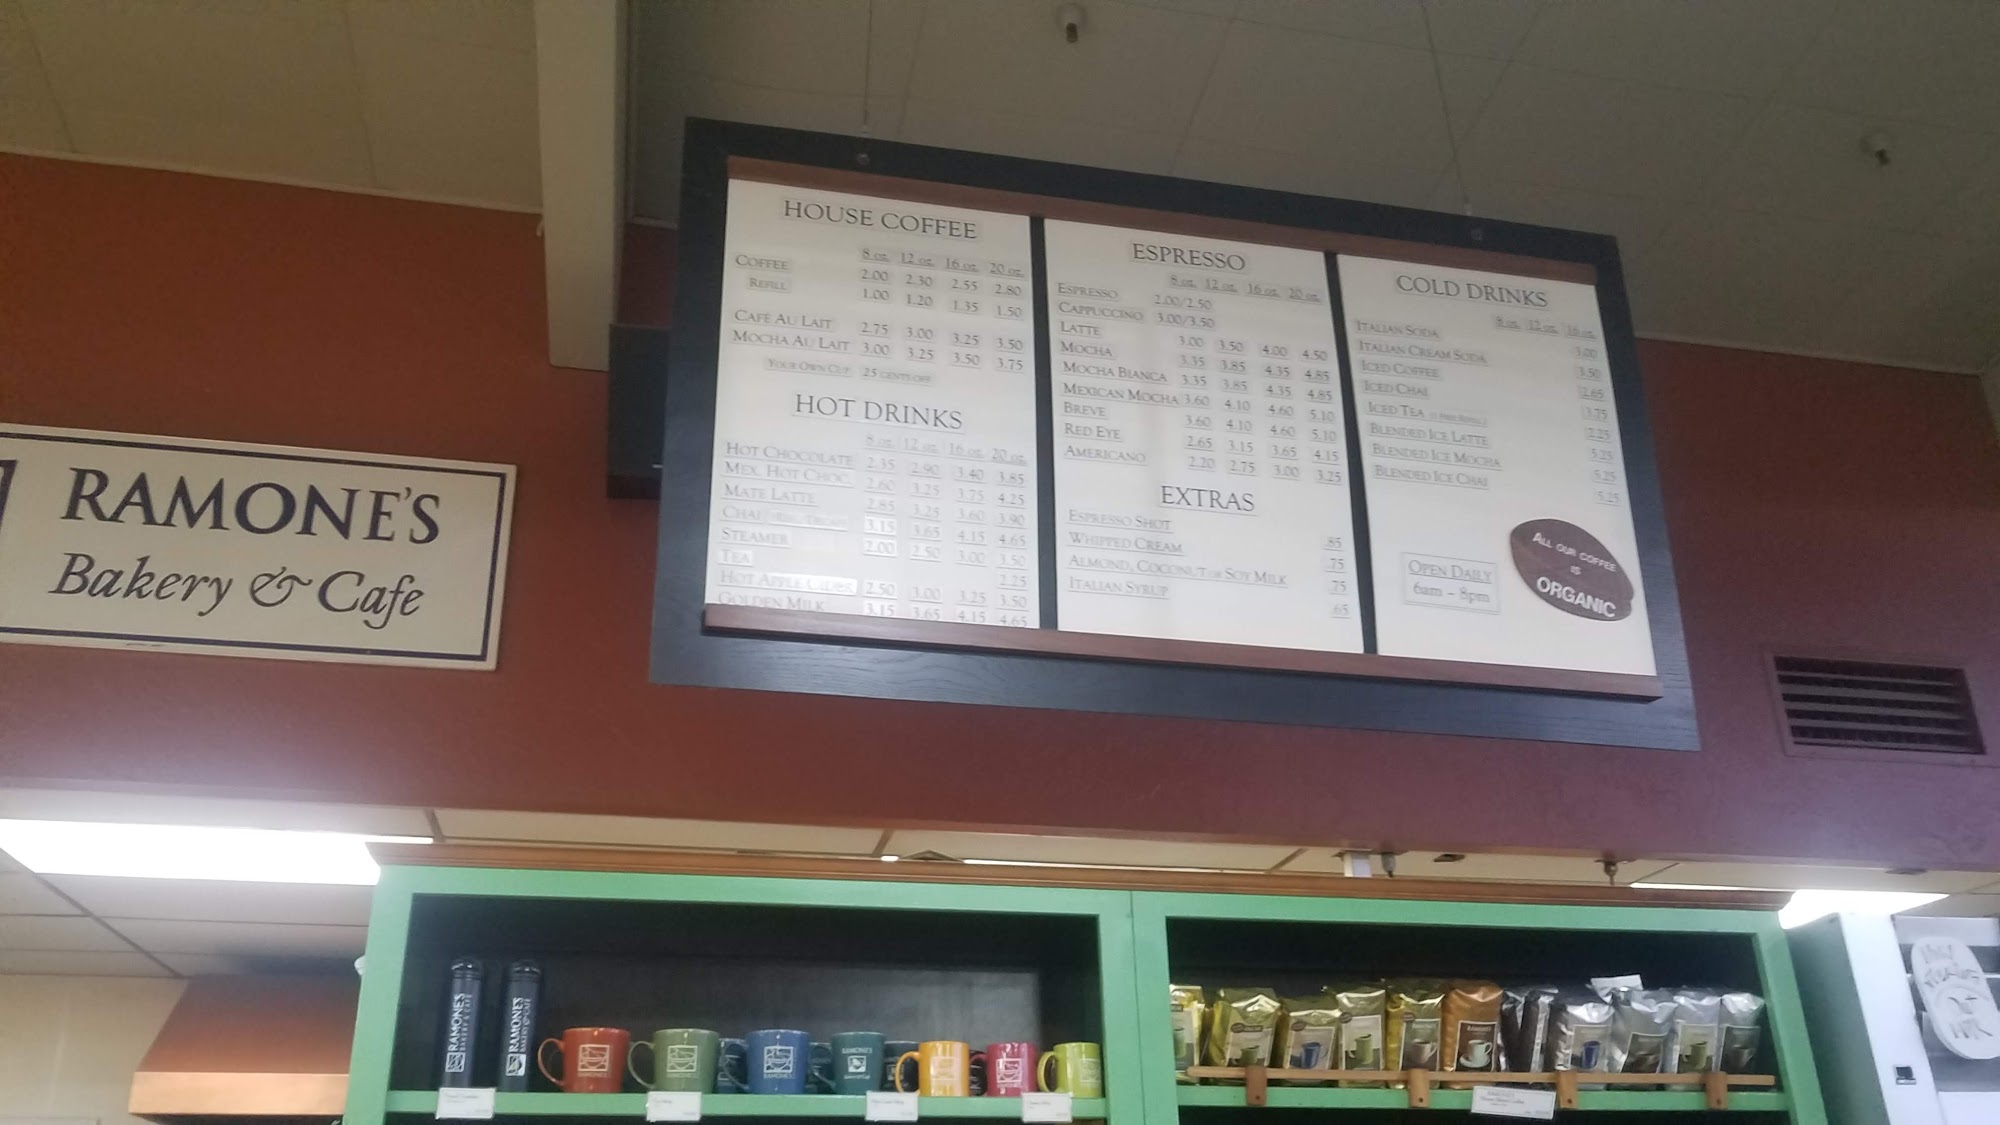 RAMONE'S
Bakery & Cafe
HOUSE COFFEE
8 oz. 12 oz. 16 oz. 20 oz.
COFFEE 2.00 2.30 2.55 2.80
REFILL 1.00 1.20 1.35 1.50
CAFÉ AU LAIT 2.75 3.00 3.25 3.50
MOCHA AU LAIT 3.00 3.25 3.50 3.75
YOUR OWN CUP 25 CENTS OFF
HOT DRINKS
8 oz. 12 oz. 16 oz. 20 oz.
HOT CHOCOLATE 2.35 2.90 3.40 3.85
MEX. HOT CHOC. 2.60 3.25 3.75 4.25
MATE LATTE 2.85 3.25 3.60 3.90
CHAI 3.15 3.65 4.15 4.65
STEAMER 2.00 2.50 3.00 3.50
TEA 2.25
HOT APPLE CIDER 2.50 3.00 3.25 3.50
GOLDEN MILK 3.15 3.65 4.15 4.65
ESPRESSO
8 oz. 12 oz. 16 oz. 20 oz.
ESPRESSO 2.00/2.50
CAPPUCCINO 3.00/3.50
LATTE 3.00 3.50 4.00 4.50
MOCHA 3.35 3.85 4.35 4.85
MOCHA BIANCA 3.35 3.85 4.35 4.85
MEXICAN MOCHA 3.60 4.10 4.60 5.10
BREVE 3.60 4.10 4.60 5.10
RED EYE 2.65 3.15 3.65 4.15
AMERICANO 2.20 2.75 3.00 3.25
EXTRAS
ESPRESSO SHOT .85
WHIPPED CREAM .75
ALMOND, COCONUT OR SOY MILK .75
ITALIAN SYRUP .65
COLD DRINKS
8 oz. 12 oz. 16 oz.
ITALIAN SODA 3.00
ITALIAN CREAM SODA 3.50
ICED COFFEE 2.65
ICED CHAI 3.75
ICED TEA 2.25
BLENDED ICE LATTE 5.25
BLENDED ICE MOCHA 5.25
BLENDED ICE CHAI 5.25
OPEN DAILY
6am – 8pm
ALL OUR COFFEE
IS
ORGANIC
RAMONE'S
BAKERY & CAFE
RAMONE'S
BAKERY & CAFE
RAMONE'S
RAMONE'S
RAMONE'S